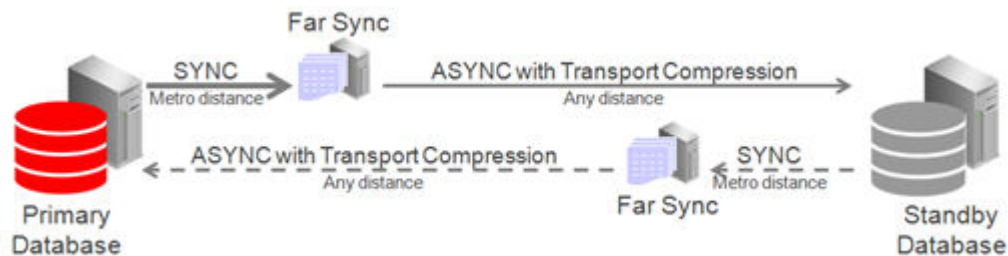 Far Sync
SYNC
Metro distance
ASYNC with Transport Compression
Any distance
ASYNC with Transport Compression
Any distance
SYNC
Metro distance
Far Sync
Primary
Database
Standby
Database